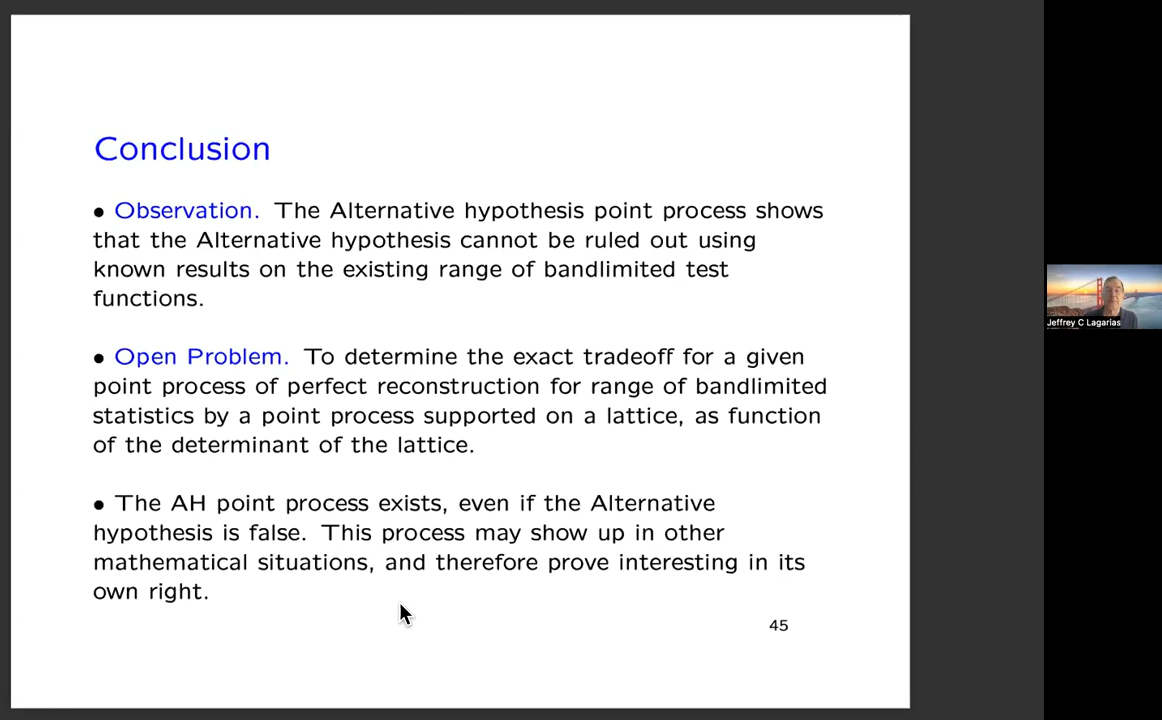 Conclusion
● Observation. The Alternative hypothesis point process shows
that the Alternative hypothesis cannot be ruled out using
known results on the existing range of bandlimited test
functions.
● Open Problem. To determine the exact tradeoff for a given
point process of perfect reconstruction for range of bandlimited
statistics by a point process supported on a lattice, as function
of the determinant of the lattice.
● The AH point process exists, even if the Alternative
hypothesis is false. This process may show up in other
mathematical situations, and therefore prove interesting in its
own right.
45
Jeffrey C Lagarias